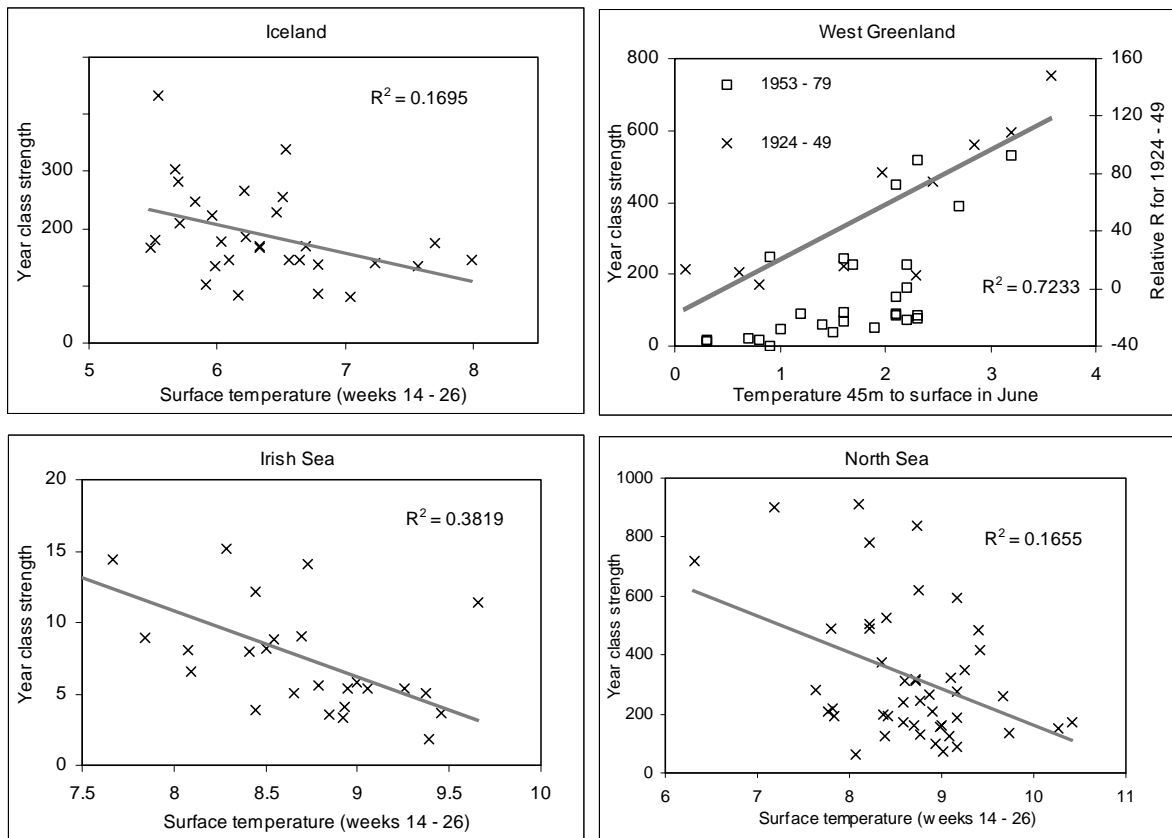 Iceland
R² = 0.1695
Year class strength
300
200
100
0
5
6
7
8
Surface temperature (weeks 14 - 26)
West Greenland
800
600
400
200
0
1953 - 79
1924 - 49
R² = 0.7233
Year class strength
160
120
80
40
0
-40
Relative R for 1924 - 49
0
1
2
3
4
Temperature 45m to surface in June
Irish Sea
20
15
10
5
0
R² = 0.3819
Year class strength
7.5
8
8.5
9
9.5
10
Surface temperature (weeks 14 - 26)
North Sea
1000
800
600
400
200
0
R² = 0.1655
Year class strength
6
7
8
9
10
11
Surface temperature (weeks 14 - 26)